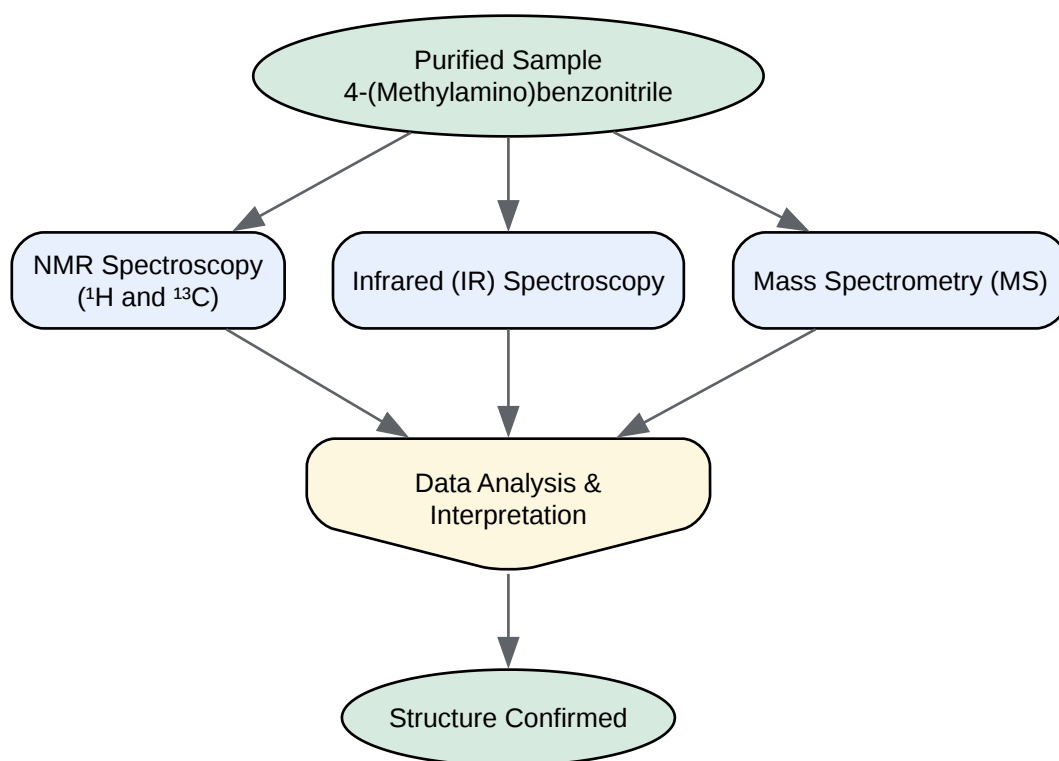 Purified Sample
4-(Methylamino)benzonitrile
NMR Spectroscopy
(¹H and ¹³C)
Infrared (IR) Spectroscopy
Mass Spectrometry (MS)
Data Analysis &
Interpretation
Structure Confirmed